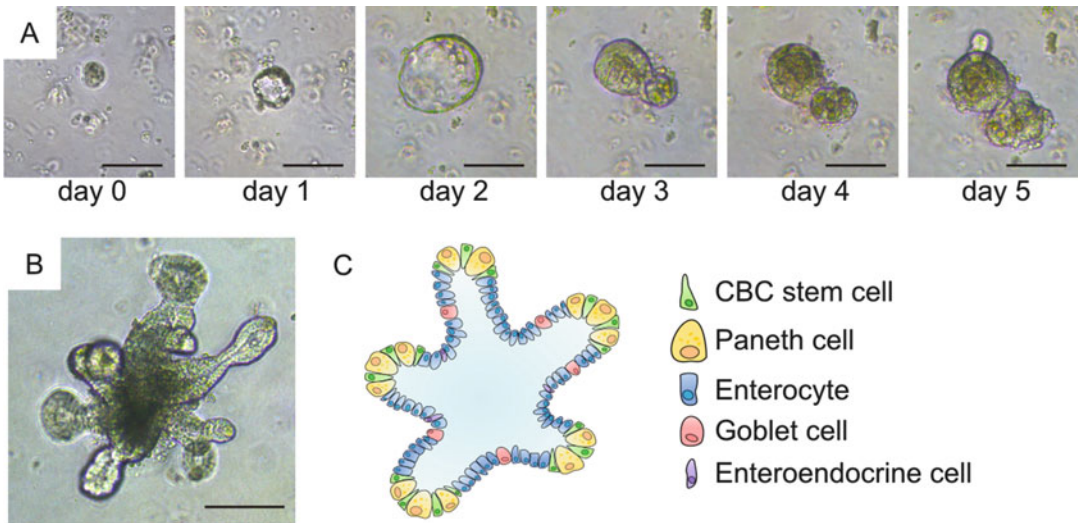 A
day 0
day 1
day 2
day 3
day 4
day 5
B
C
CBC stem cell
Paneth cell
Enterocyte
Goblet cell
Enteroendocrine cell